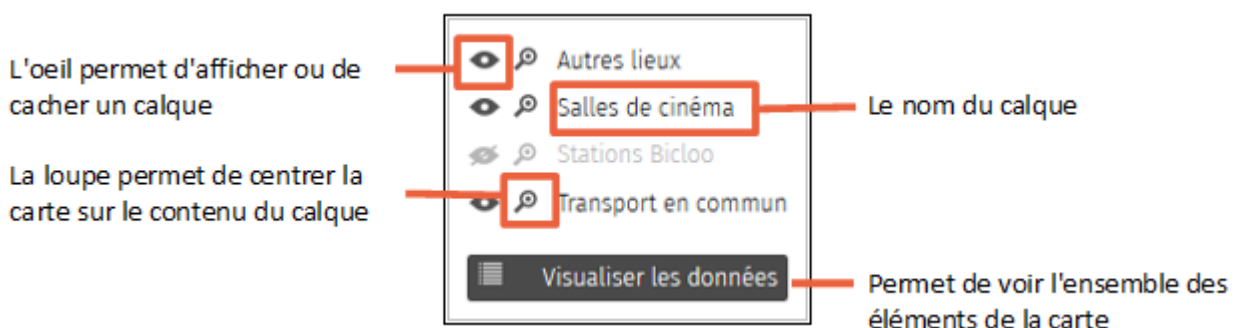 L'oeil permet d'afficher ou de
cacher un calque
La loupe permet de centrer la
carte sur le contenu du calque
Autres lieux
Salles de cinéma
Stations Bicloo
Transport en commun
Visualiser les données
Le nom du calque
Permet de voir l'ensemble des
éléments de la carte